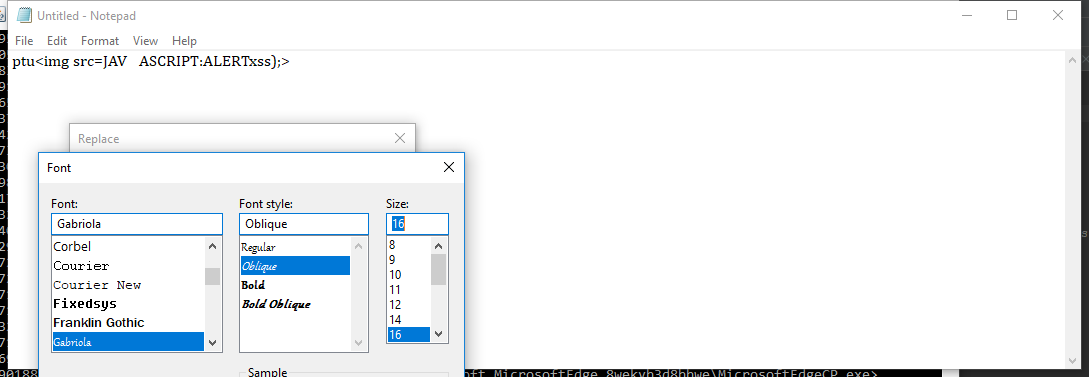 Untitled - Notepad
File Edit Format View Help
ptu<img src=JAV   ASCRIPT:ALERTxss);>
Replace
Font
Font: Font style: Size:
Gabriola Oblique 16
Corbel Regular 8
Courier Oblique 9
Courier New Bold 10
Fixedsys Bold Oblique 11
Franklin Gothic 12
Gabriola 14
16
Sample
90188
oft.MicrosoftEdge_8wekyb3d8bbwe\MicrosoftEdgeCP.exe>